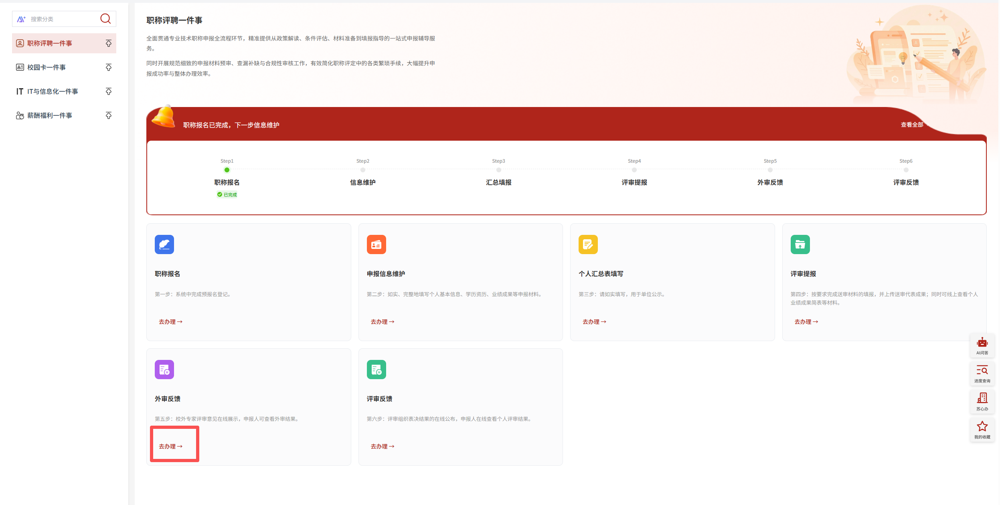 搜索分类
职称评聘一件事
校园卡一件事
IT与信息化一件事
薪酬福利一件事
职称评聘一件事
全面贯通专业技术职称申报全流程环节，精准提供从政策解读、条件评估、材料准备到填报指导的一站式申报辅导服
务。
同时开展规范细致的申报材料预审、查漏补缺与合规性审核工作，有效简化职称评定中的各类繁琐手续，大幅提升申
报成功率与整体办理效率。
职称报名已完成，下一步信息维护
查看全部
Step1
Step2
Step3
Step4
Step5
Step6
职称报名
信息维护
汇总填报
评审提报
外审反馈
评审反馈
已完成
职称报名
第一步：系统中完成预报名登记。
去办理→
申报信息维护
第二步：如实、完整地填写个人基本信息、学历资历、业绩成果等申报材料。
去办理→
个人汇总表填写
第三步：请如实填写，用于单位公示。
去办理→
评审提报
第四步：按要求完成送审材料的填报，并上传送审代表成果；同时可线上查看个人
业绩成果简表等材料。
去办理→
外审反馈
第五步：校外专家评审意见在线展示，申报人可查看外审结果。
去办理→
评审反馈
第六步：评审组织表决结果的在线公布，申报人在线查看个人评审结果。
去办理→
AI问答
进度查询
苏心办
我的收藏